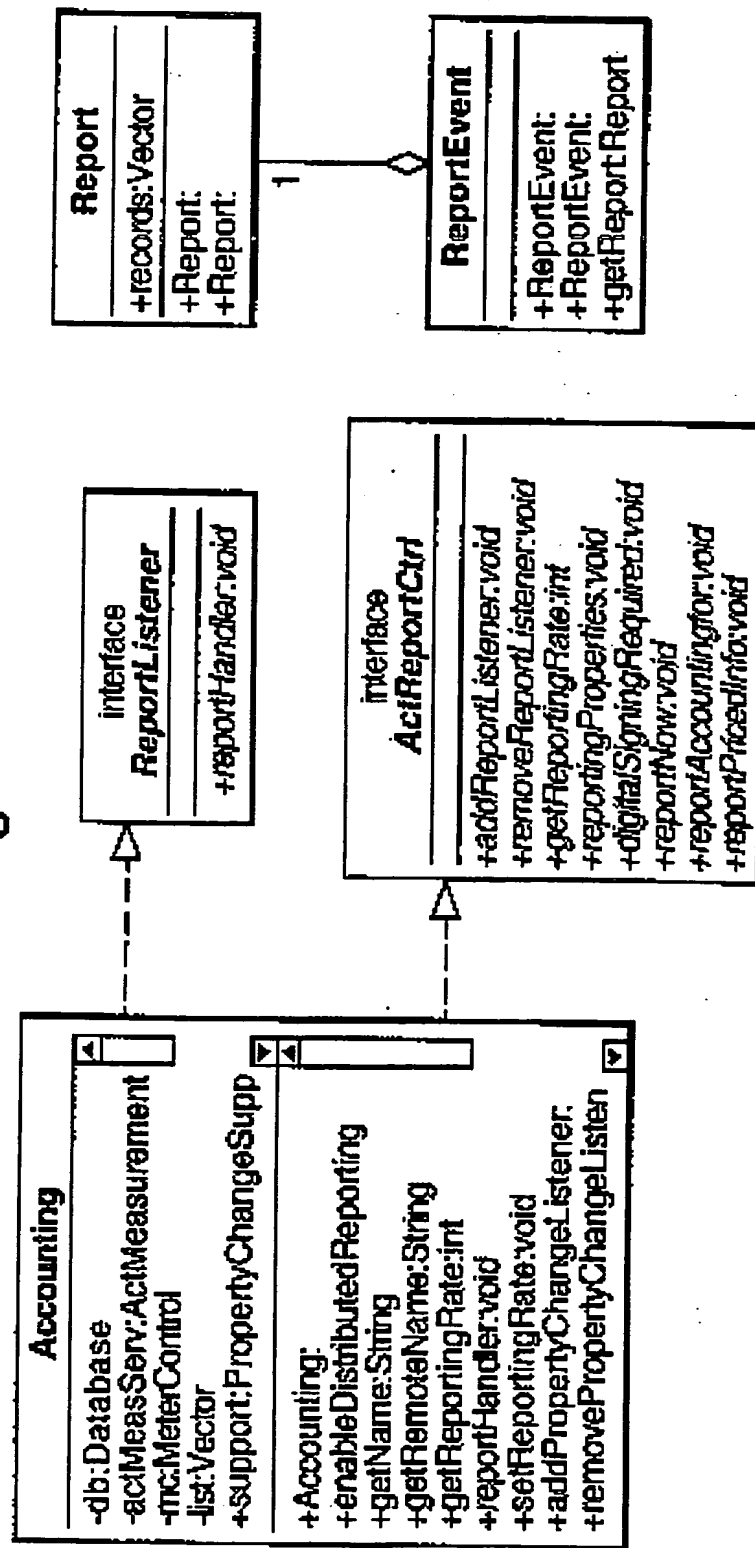 Accounting
-db:Database
-actMeasServ:ActMeasurement
-mc:MeterControl
-list:Vector
+support:PropertyChangeSupp
+Accounting:
+enableDistributedReporting
+getName:String
+getRemoteName:String
+getReportingRate:int
+reportHandler:void
+setReportingRate:void
+addPropertyChangeListener:
+removePropertyChangeListen
interface
ReportListener
+reportHandler:void
interface
ActReportCtrl
+addReportListener:void
+removeReportListener:void
+getReportingRate:int
+reportingProperties:void
+digitalSigningRequired:void
+reportNow:void
+reportAccountingfor:void
+reportPricedInfo:void
Report
+records:Vector
+Report:
+Report:
1
ReportEvent
+ReportEvent:
+ReportEvent:
+getReport:Report